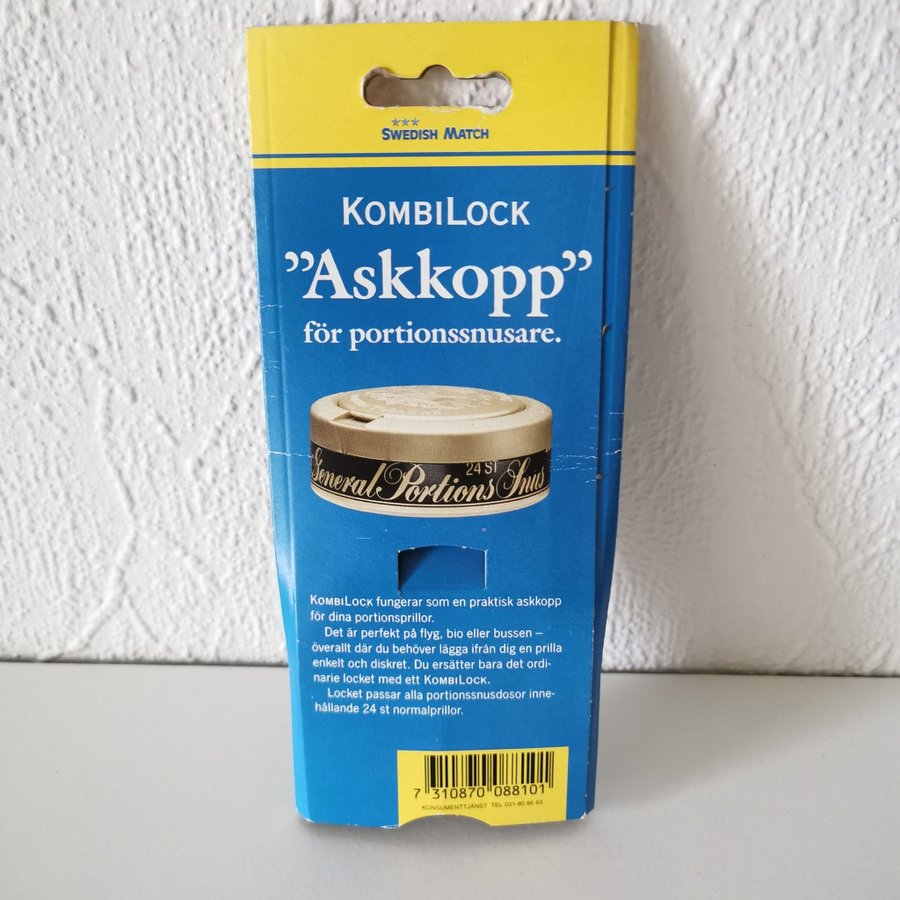 ***
SWEDISH MATCH
KOMBILOCK
”Askkopp”
för portionssnusare.
24 ST
General Portions Snus
KOMBILOCK fungerar som en praktisk askkopp
för dina portionsprillor.
Det är perfekt på flyg, bio eller bussen –
överallt där du behöver lägga ifrån dig en prilla
enkelt och diskret. Du ersätter bara det ordi-
narie locket med ett KOMBILOCK.
Locket passar alla portionssnusdosor inne-
hållande 24 st normalprillor.
7 310870 088101
KONSUMENTTJÄNST TEL 031-80 80 63